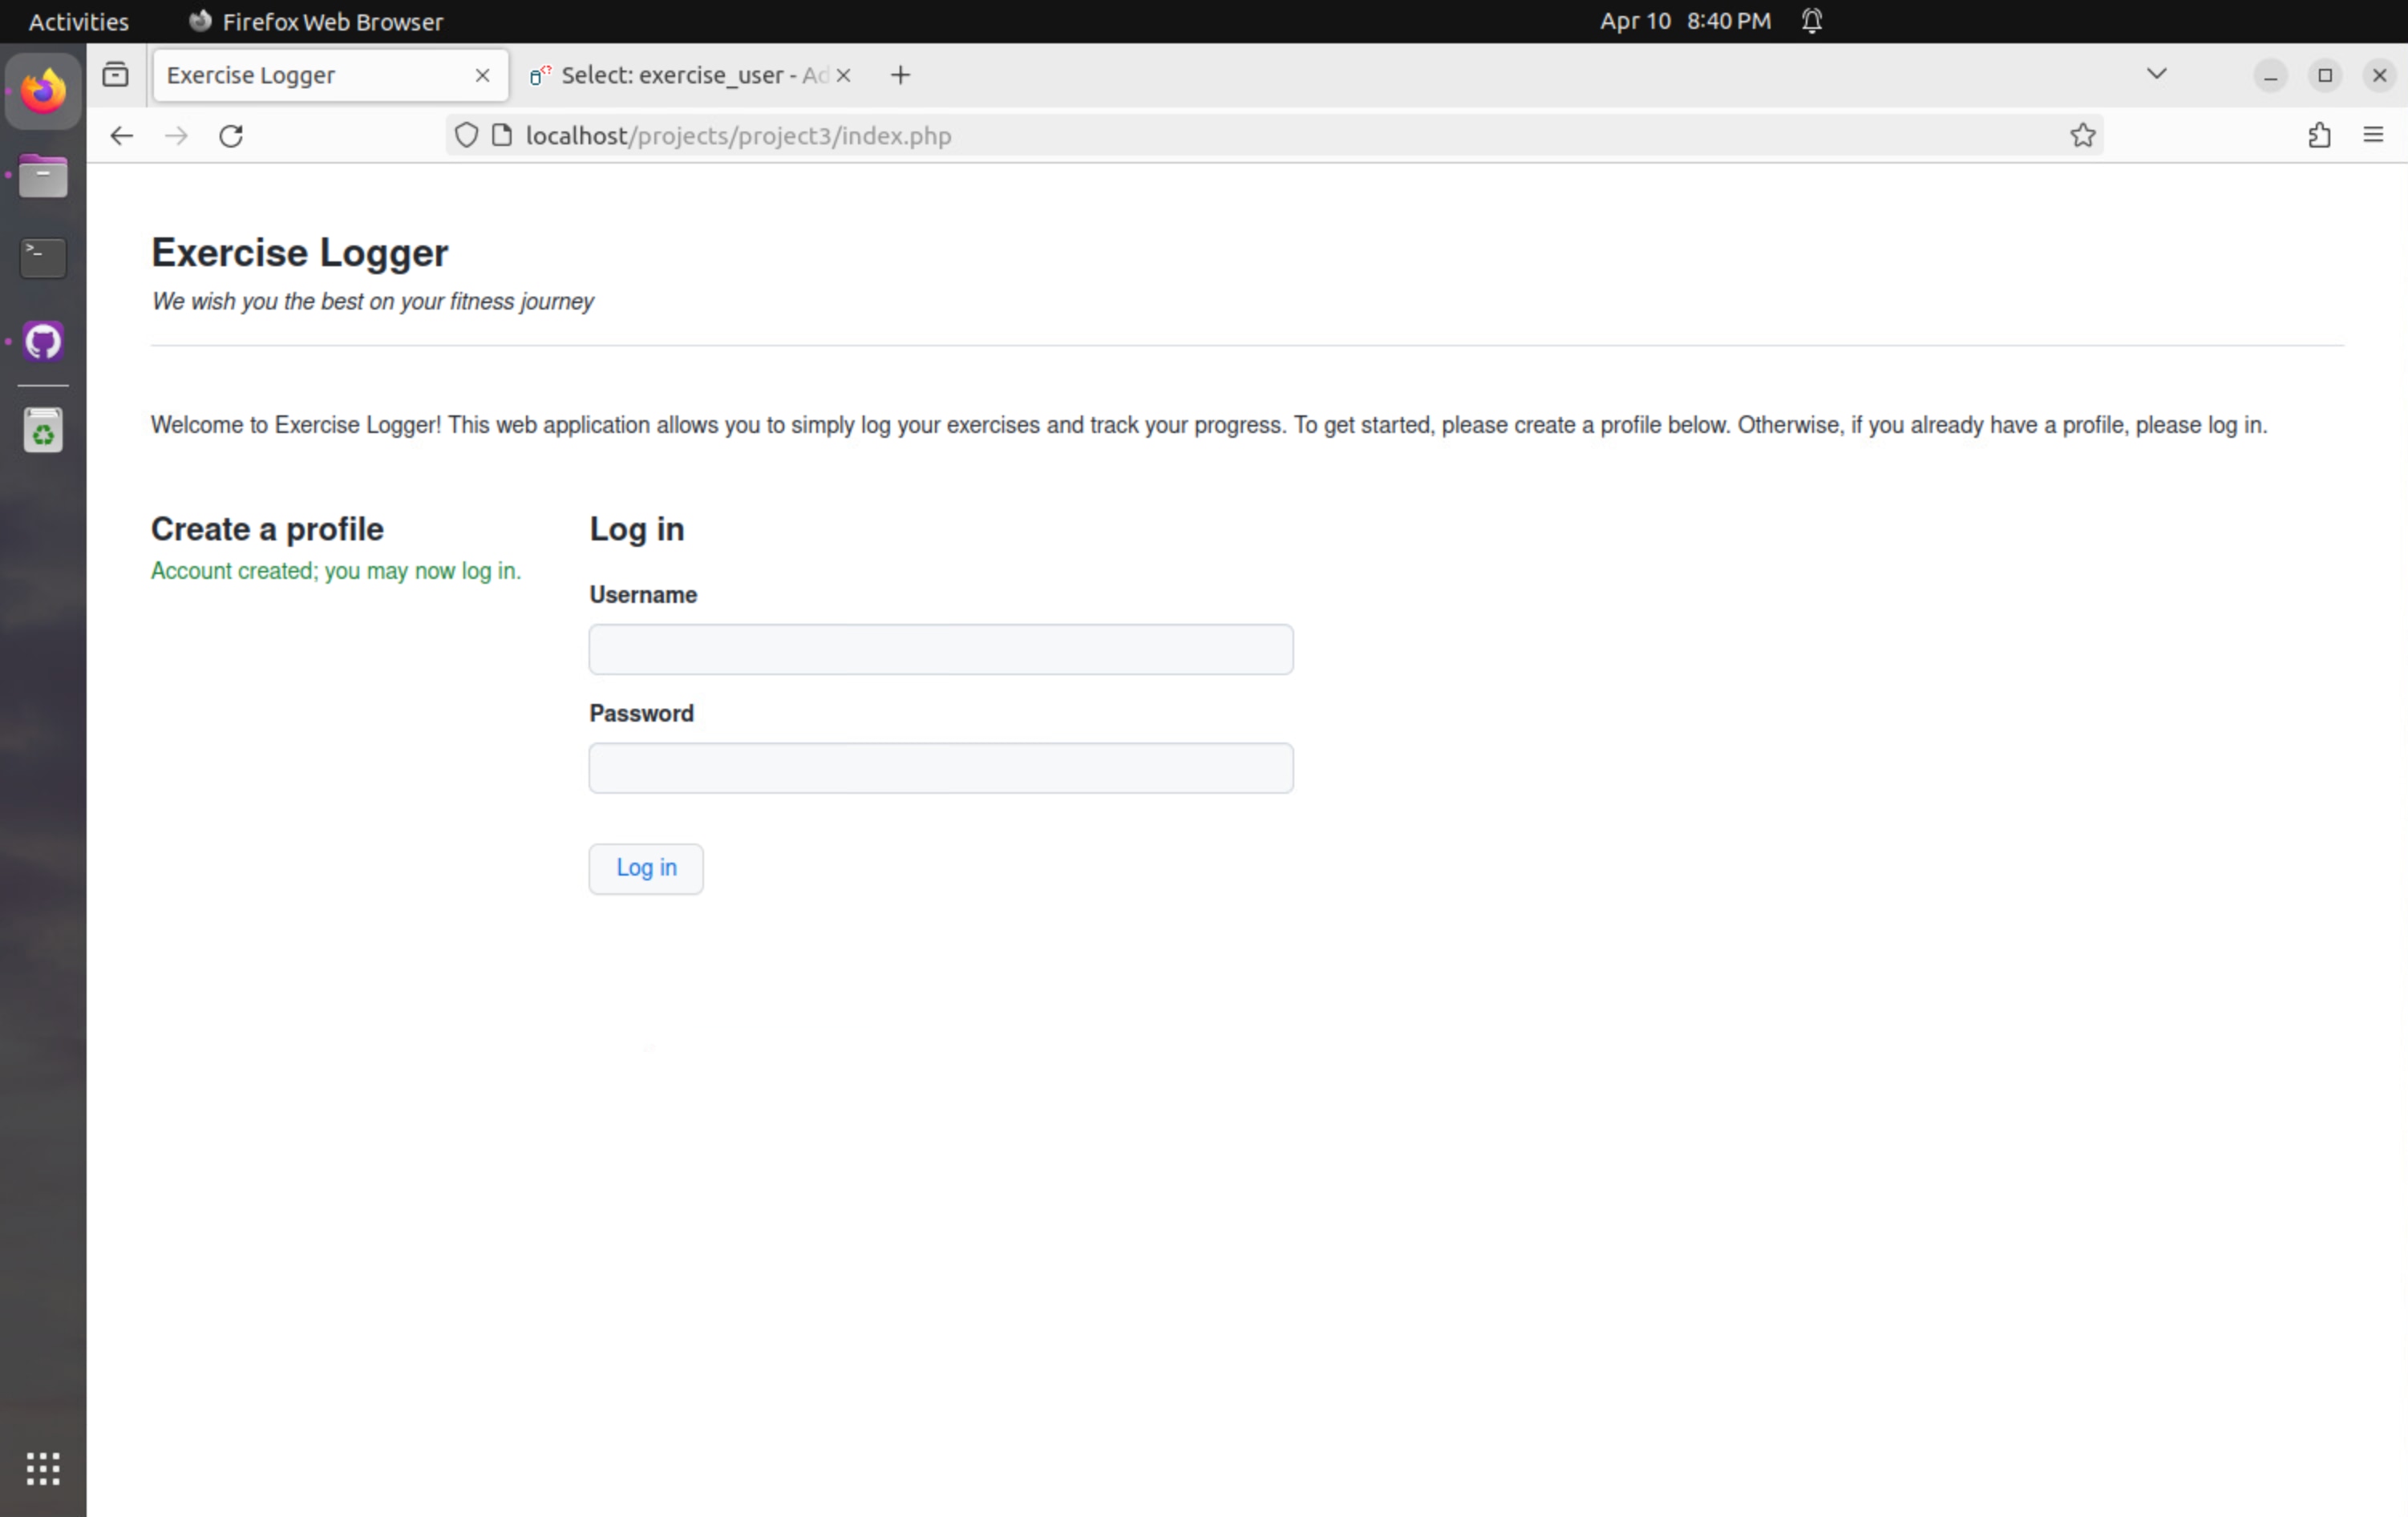 Activities Firefox Web Browser Apr 10 8:40 PM
Exercise Logger Select: exercise_user - Ad
localhost/projects/project3/index.php
Exercise Logger
We wish you the best on your fitness journey
Welcome to Exercise Logger! This web application allows you to simply log your exercises and track your progress. To get started, please create a profile below. Otherwise, if you already have a profile, please log in.
Create a profile
Account created; you may now log in.
Log in
Username
Password
Log in